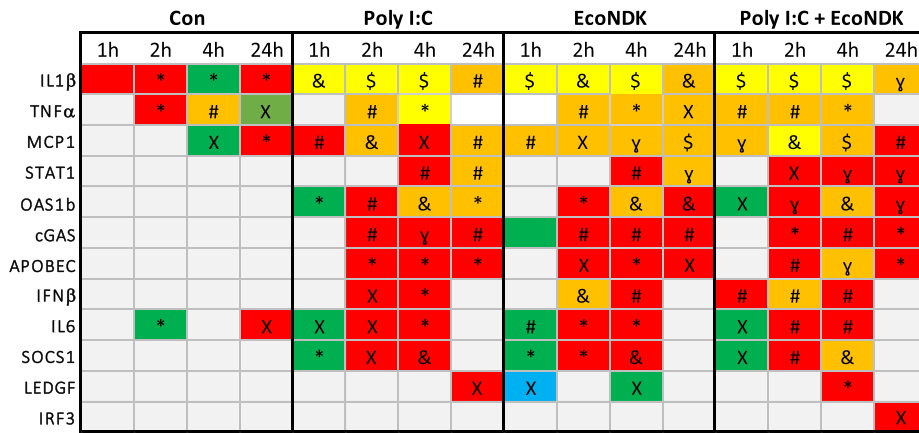 Con Poly I:C EcoNDK Poly I:C + EcoNDK
1h 2h 4h 24h 1h 2h 4h 24h 1h 2h 4h 24h 1h 2h 4h 24h
IL1β * * * & $ $ # $ & $ & $ $ $ ɣ
TNFα * # X # * # * X # # *
MCP1 X * # & X # # X ɣ $ ɣ & $ #
STAT1 # # # ɣ X ɣ ɣ
OAS1b * # & * * & & X ɣ & ɣ
cGAS # ɣ # # # # * # *
APOBEC * * * X * X # ɣ *
IFNβ X * & # # # #
IL6 * X X X * # * * X # #
SOCS1 * X & * * & X # &
LEDGF X X X *
IRF3 X